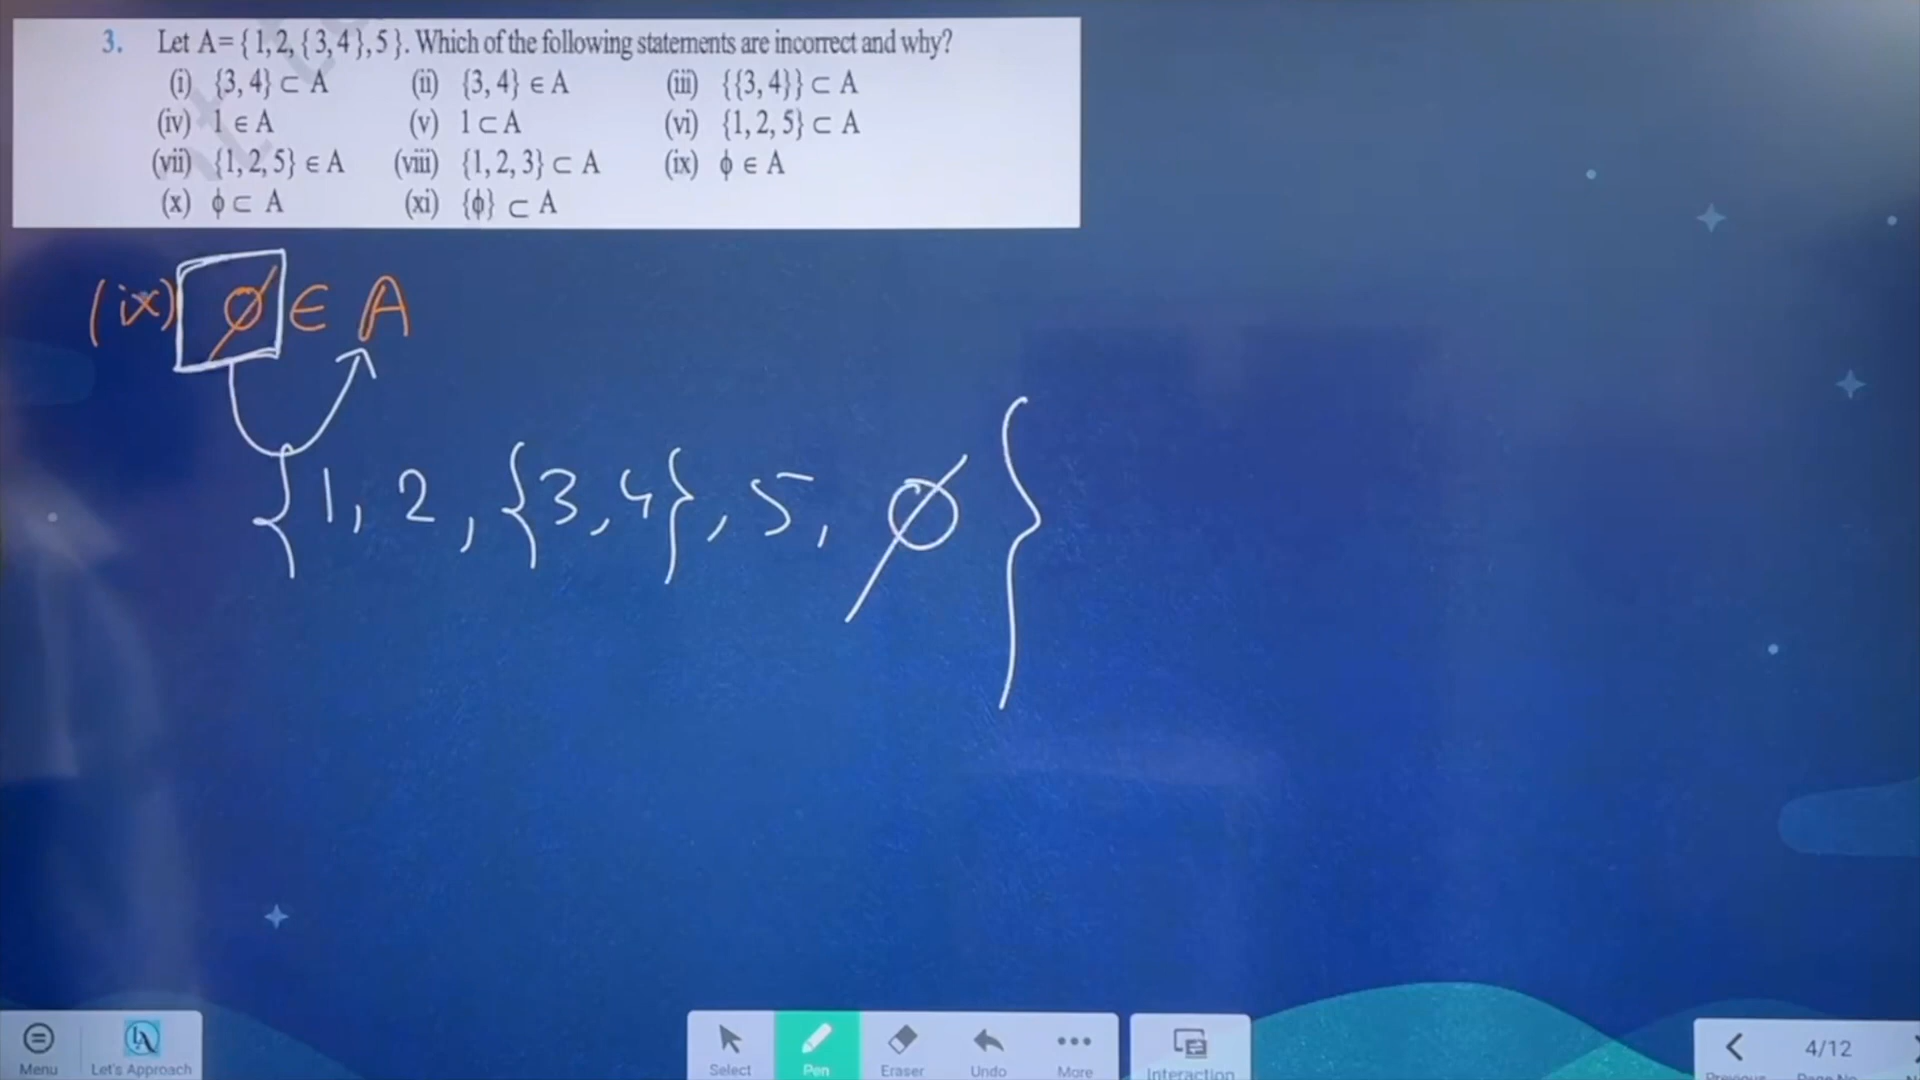 3. Let A={1,2,{3,4},5}. Which of the following statements are incorrect and why?
(i) {3, 4} ⊂ A (ii) {3, 4} ∈ A (iii) {{3, 4}} ⊂ A
(iv) 1 ∈ A (v) 1 ⊂ A (vi) {1, 2, 5} ⊂ A
(vii) {1, 2, 5} ∈ A (viii) {1, 2, 3} ⊂ A (ix) ϕ ∈ A
(x) ϕ ⊂ A (xi) {ϕ} ⊂ A
(ix) ∅ ∈ A
{1, 2, {3, 4}, 5, ∅}
Menu Let's Approach Select Pen Eraser Undo More Interaction 4/12
Previous Page No.